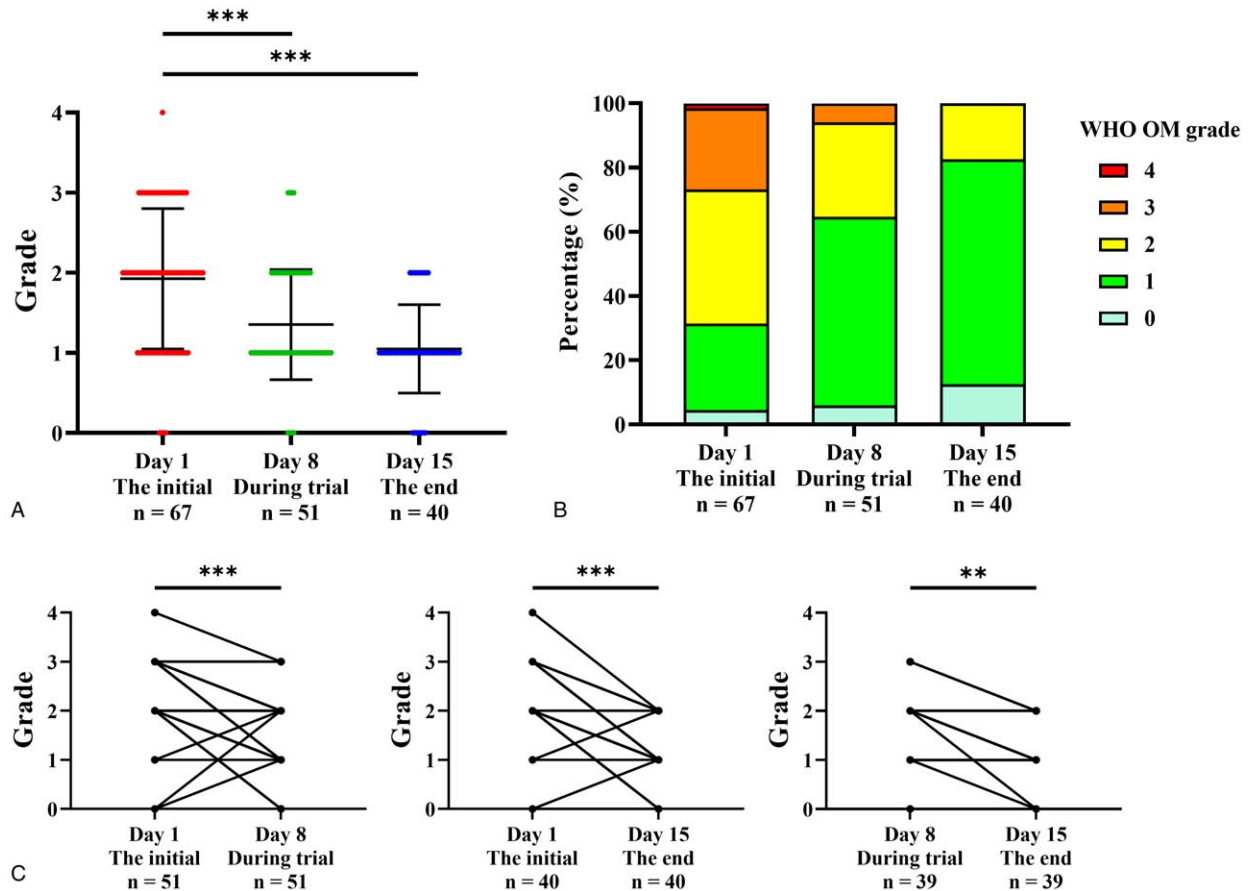 ***
***
4
3
2
1
0
Grade
Day 1
The initial
n = 67
Day 8
During trial
n = 51
Day 15
The end
n = 40
A
100
80
60
40
20
0
Percentage (%)
Day 1
The initial
n = 67
Day 8
During trial
n = 51
Day 15
The end
n = 40
WHO OM grade
4
3
2
1
0
B
***
4
3
2
1
0
Grade
Day 1
The initial
n = 51
Day 8
During trial
n = 51
***
4
3
2
1
0
Grade
Day 1
The initial
n = 40
Day 15
The end
n = 40
**
4
3
2
1
0
Grade
Day 8
During trial
n = 39
Day 15
The end
n = 39
C